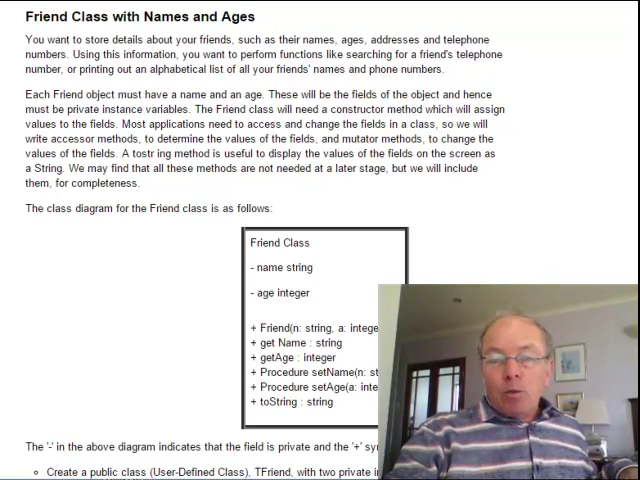 Friend Class with Names and Ages
You want to store details about your friends, such as their names, ages, addresses and telephone
numbers. Using this information, you want to perform functions like searching for a friend's telephone
number, or printing out an alphabetical list of all your friends' names and phone numbers.
Each Friend object must have a name and an age. These will be the fields of the object and hence
must be private instance variables. The Friend class will need a constructor method which will assign
values to the fields. Most applications need to access and change the fields in a class, so we will
write accessor methods, to determine the values of the fields, and mutator methods, to change the
values of the fields. A tostr ing method is useful to display the values of the fields on the screen as
a String. We may find that all these methods are not needed at a later stage, but we will include
them, for completeness.
The class diagram for the Friend class is as follows:
Friend Class
- name string
- age integer
+ Friend(n: string, a: intege
+ get Name : string
+ getAge : integer
+ Procedure setName(n: st
+ Procedure setAge(a: inte
+ toString : string
The '-' in the above diagram indicates that the field is private and the '+' syn
Create a public class (User-Defined Class), TFriend, with two private in